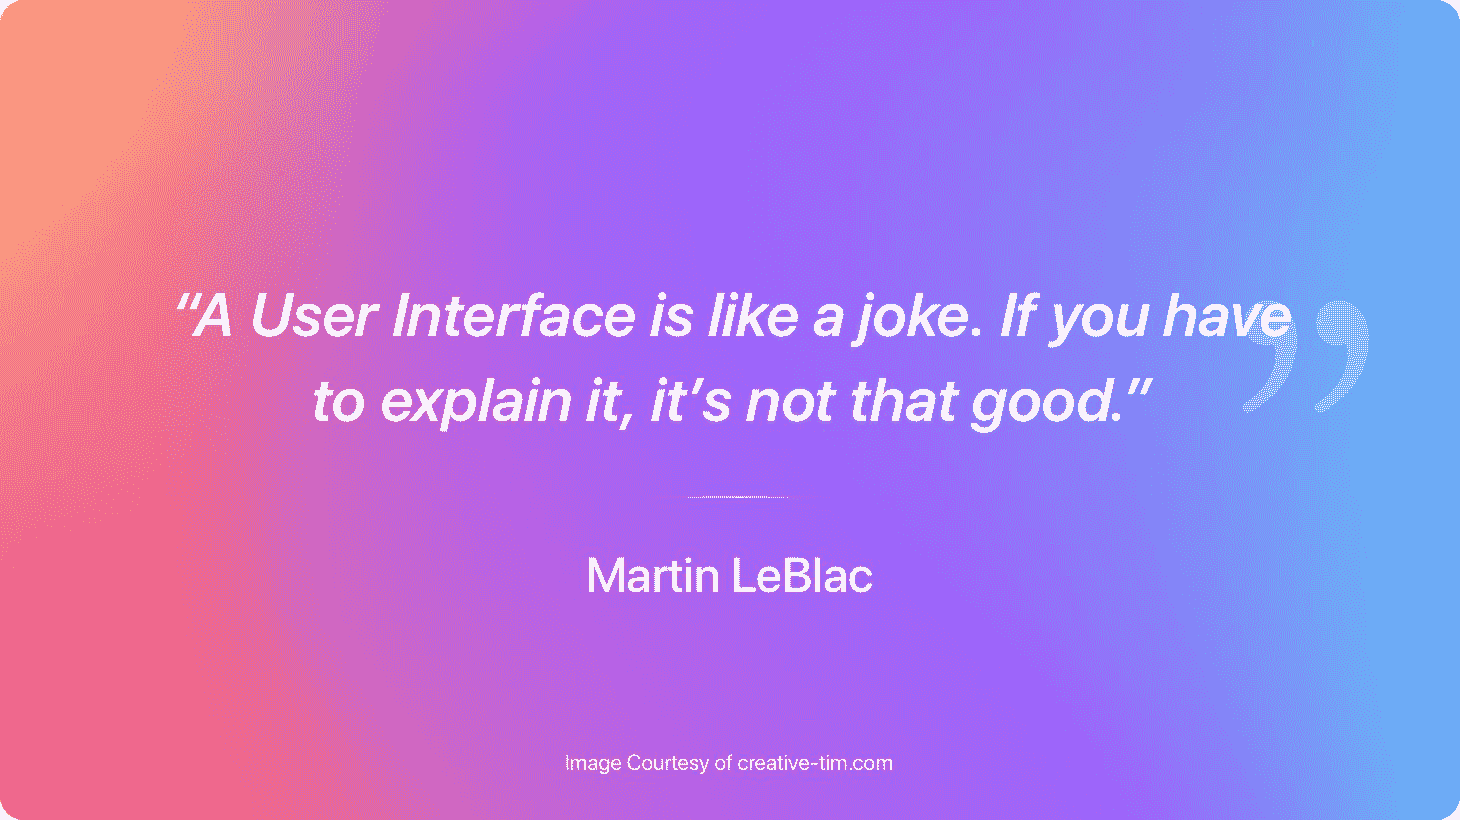 “A User Interface is like a joke. If you have
to explain it, it’s not that good.”
”
Martin LeBlac
Image Courtesy of creative-tim.com